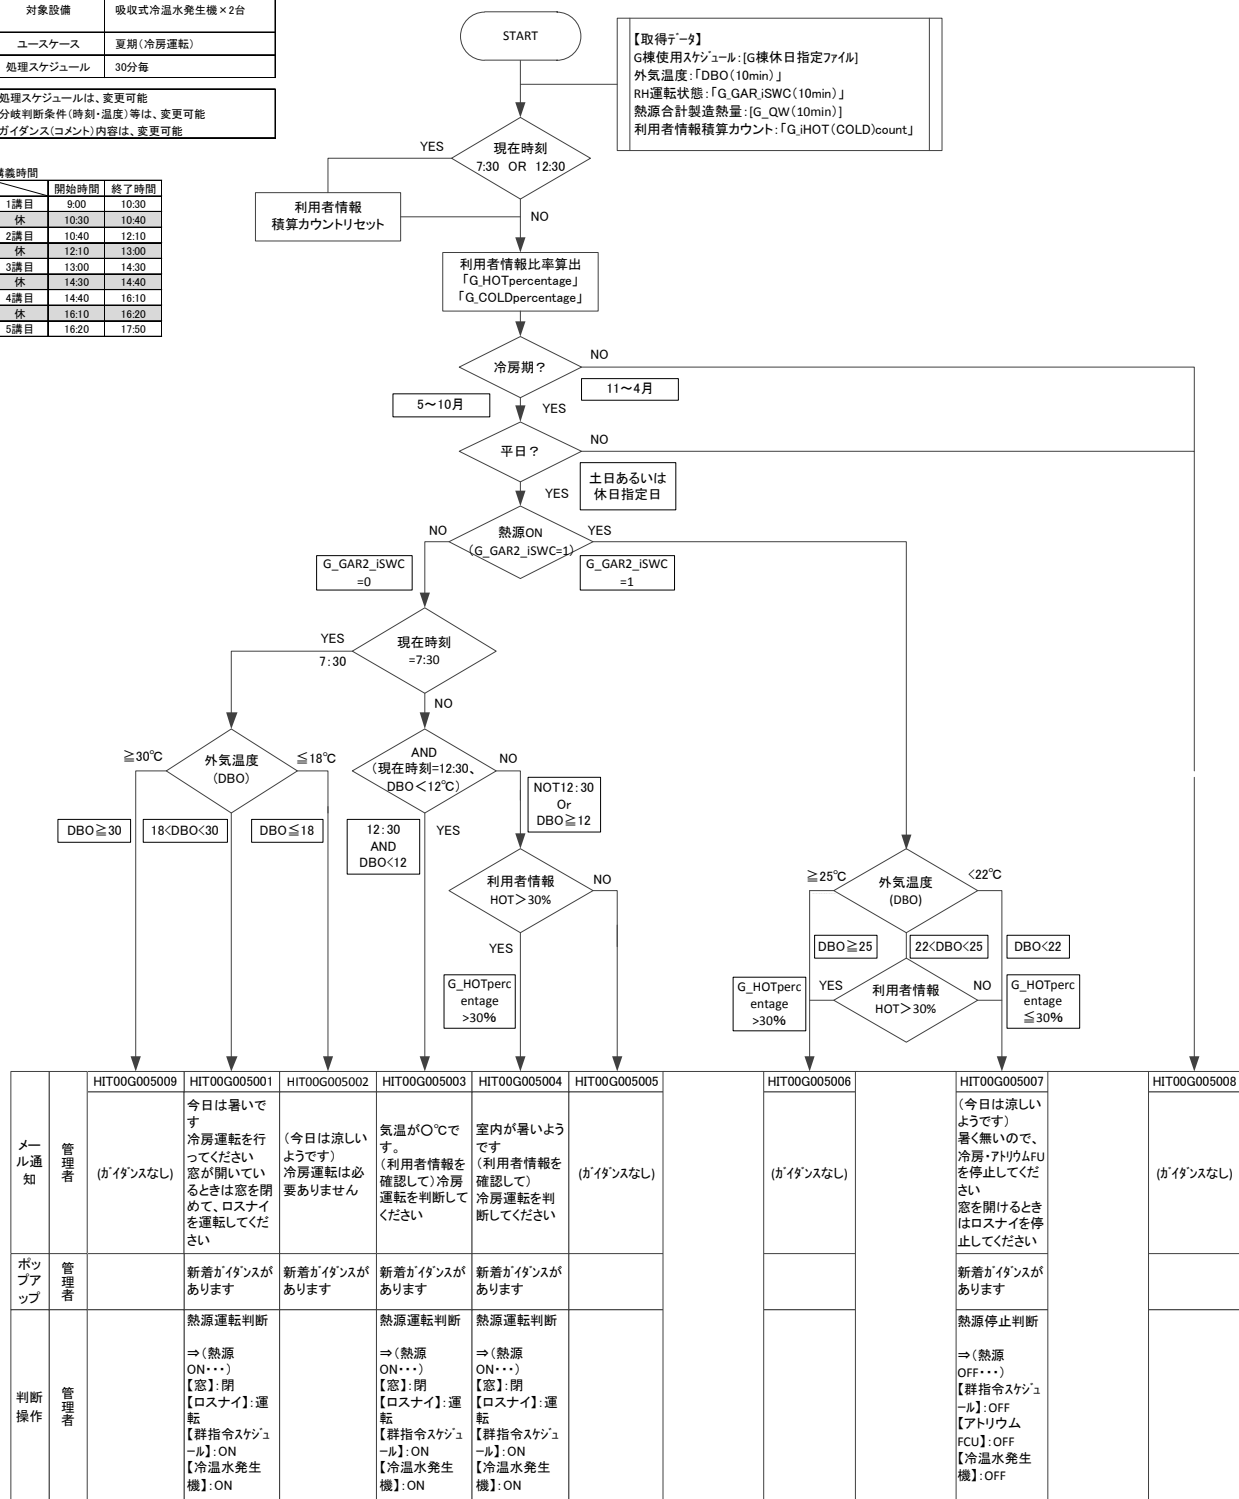 対象設備 吸収式冷温水発生機×2台
ユースケース 夏期(冷房運転)
処理スケジュール 30分毎
処理スケジュールは、変更可能
分岐判断条件(時刻・温度)等は、変更可能
ガイダンス(コメント)内容は、変更可能
講義時間
開始時間 終了時間
1講目 9:00 10:30
休 10:30 10:40
2講目 10:40 12:10
休 12:10 13:00
3講目 13:00 14:30
休 14:30 14:40
4講目 14:40 16:10
休 16:10 16:20
5講目 16:20 17:50
START
【取得データ】
G棟使用スケジュール:[G棟休日指定ファイル]
外気温度:「DBO(10min)」
RH運転状態:「G_GAR_iSWC(10min)」
熱源合計製造熱量:[G_QW(10min)]
利用者情報積算カウント:「G_iHOT(COLD)count」
現在時刻
7:30 OR 12:30
YES
NO
利用者情報
積算カウントリセット
利用者情報比率算出
「G_HOTpercentage」
「G_COLDpercentage」
冷房期?
NO
11~4月
5~10月
YES
平日?
NO
土日あるいは
休日指定日
YES
熱源ON
(G_GAR2_iSWC=1)
NO
YES
G_GAR2_iSWC
=0
G_GAR2_iSWC
=1
現在時刻
=7:30
YES
7:30
NO
外気温度
(DBO)
≧30℃
≦18℃
DBO≧30
18<DBO<30
DBO≦18
AND
(現在時刻=12:30、
DBO<12℃)
NO
NOT12:30
Or
DBO≧12
12:30
AND
DBO<12
YES
利用者情報
HOT>30%
NO
YES
G_HOTperc
entage
>30%
外気温度
(DBO)
≧25℃
<22℃
DBO≧25
22<DBO<25
DBO<22
利用者情報
HOT>30%
YES
NO
G_HOTperc
entage
>30%
G_HOTperc
entage
≦30%
HIT00G005009 HIT00G005001 HIT00G005002 HIT00G005003 HIT00G005004 HIT00G005005 HIT00G005006 HIT00G005007 HIT00G005008
メー
ル通
知
管
理
者
(ガイダンスなし)
今日は暑いで
す
冷房運転を行
ってください
窓が開いてい
るときは窓を閉
めて、ロスナイ
を運転してくだ
さい
(今日は涼しい
ようです)
冷房運転は必
要ありません
気温が〇℃で
す。
(利用者情報を
確認して)冷房
運転を判断して
ください
室内が暑いよう
です
(利用者情報を
確認して)
冷房運転を判
断してください
(ガイダンスなし)
(ガイダンスなし)
(今日は涼しい
ようです)
暑く無いので、
冷房・アトリウムFU
を停止してくだ
さい
窓を開けるとき
はロスナイを停
止してください
(ガイダンスなし)
ポッ
プア
ップ
管
理
者
新着ガイダンスが
あります
新着ガイダンスが
あります
新着ガイダンスが
あります
新着ガイダンスが
あります
新着ガイダンスが
あります
判断
操作
管
理
者
熱源運転判断
⇒(熱源
ON・・・)
【窓】:閉
【ロスナイ】:運
転
【群指令スケジュ
ール】:ON
【冷温水発生
機】:ON
熱源運転判断
⇒(熱源
ON・・・)
【窓】:閉
【ロスナイ】:運
転
【群指令スケジュ
ール】:ON
【冷温水発生
機】:ON
熱源運転判断
⇒(熱源
ON・・・)
【窓】:閉
【ロスナイ】:運
転
【群指令スケジュ
ール】:ON
【冷温水発生
機】:ON
熱源停止判断
⇒(熱源
OFF・・・)
【群指令スケジュ
ール】:OFF
【アトリウム
FCU】:OFF
【冷温水発生
機】:OFF